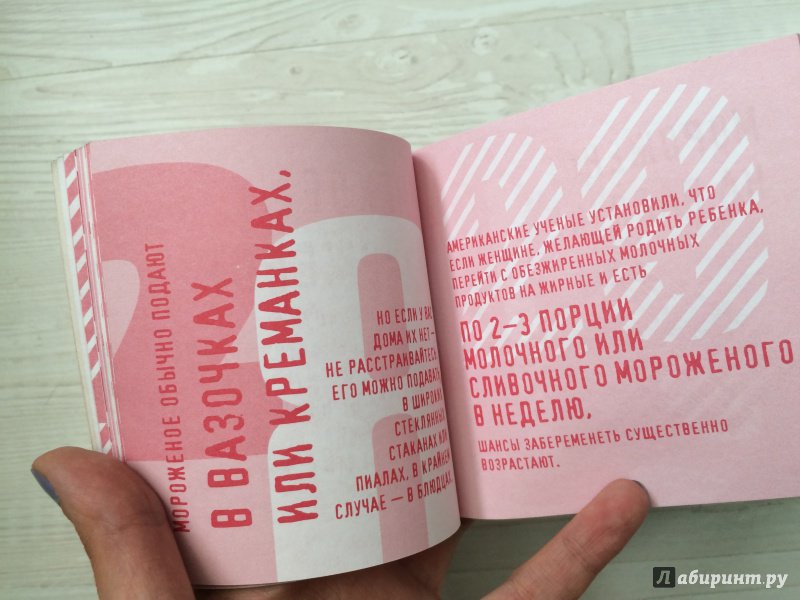 МОРОЖЕНОЕ ОБЫЧНО ПОДАЮТ
В ВАЗОЧКАХ
ИЛИ КРЕМАНКАХ,
НО ЕСЛИ У ВАС
ДОМА ИХ НЕТ —
НЕ РАССТРАИВАЙТЕСЬ.
ЕГО МОЖНО ПОДАВАТЬ
В ШИРОКИХ
СТЕКЛЯННЫХ
СТАКАНАХ ИЛИ
ПИАЛАХ, В КРАЙНЕМ
СЛУЧАЕ — В БЛЮДЦАХ.
АМЕРИКАНСКИЕ УЧЕНЫЕ УСТАНОВИЛИ, ЧТО
ЕСЛИ ЖЕНЩИНЕ, ЖЕЛАЮЩЕЙ РОДИТЬ РЕБЕНКА,
ПЕРЕЙТИ С ОБЕЗЖИРЕННЫХ МОЛОЧНЫХ
ПРОДУКТОВ НА ЖИРНЫЕ И ЕСТЬ
ПО 2–3 ПОРЦИИ
МОЛОЧНОГО ИЛИ
СЛИВОЧНОГО МОРОЖЕНОГО
В НЕДЕЛЮ,
ШАНСЫ ЗАБЕРЕМЕНЕТЬ СУЩЕСТВЕННО
ВОЗРАСТАЮТ.
Лабиринт.ру